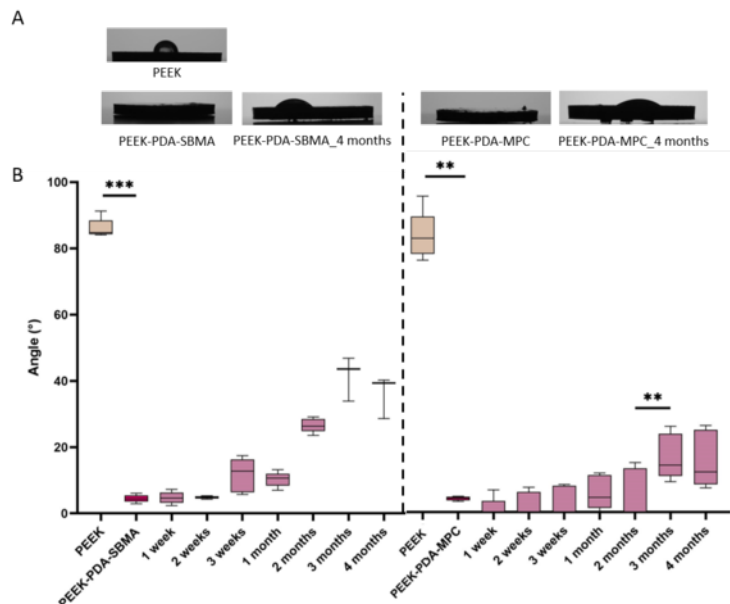 A
PEEK
PEEK-PDA-SBMA
PEEK-PDA-SBMA_4 months
PEEK-PDA-MPC
PEEK-PDA-MPC_4 months
B
***
**
**
Angle (°)
100
80
60
40
20
0
PEEK
PEEK-PDA-SBMA
1 week
2 weeks
3 weeks
1 month
2 months
3 months
4 months
PEEK
PEEK-PDA-MPC
1 week
2 weeks
3 weeks
1 month
2 months
3 months
4 months